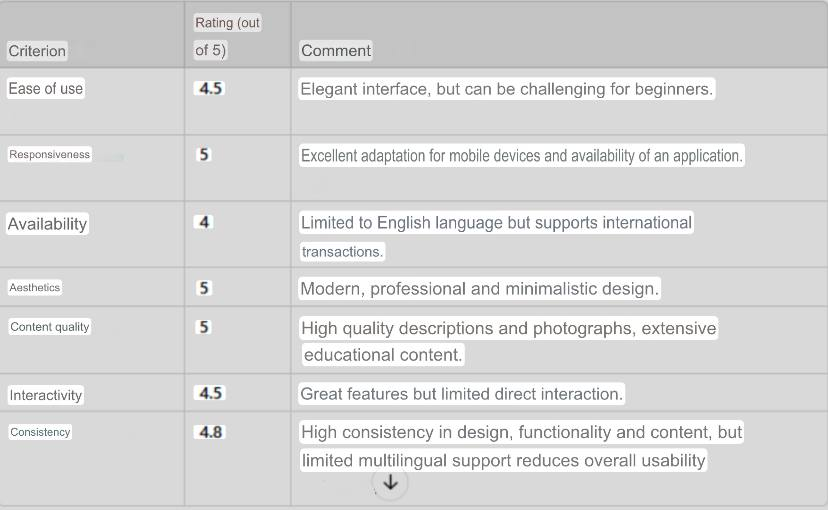 Criterion
Rating (out
of 5)
Comment
Ease of use
4.5
Elegant interface, but can be challenging for beginners.
Responsiveness
5
Excellent adaptation for mobile devices and availability of an application.
Availability
4
Limited to English language but supports international
transactions.
Aesthetics
5
Modern, professional and minimalistic design.
Content quality
5
High quality descriptions and photographs, extensive
educational content.
Interactivity
4.5
Great features but limited direct interaction.
Consistency
4.8
High consistency in design, functionality and content, but
limited multilingual support reduces overall usability